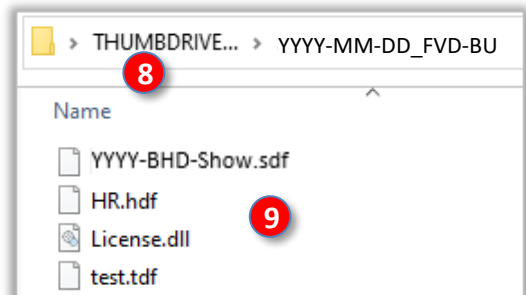 > THUMBDRIVE... > YYYY-MM-DD_FVD-BU
8
Name
YYYY-BHD-Show.sdf
HR.hdf
9
License.dll
test.tdf